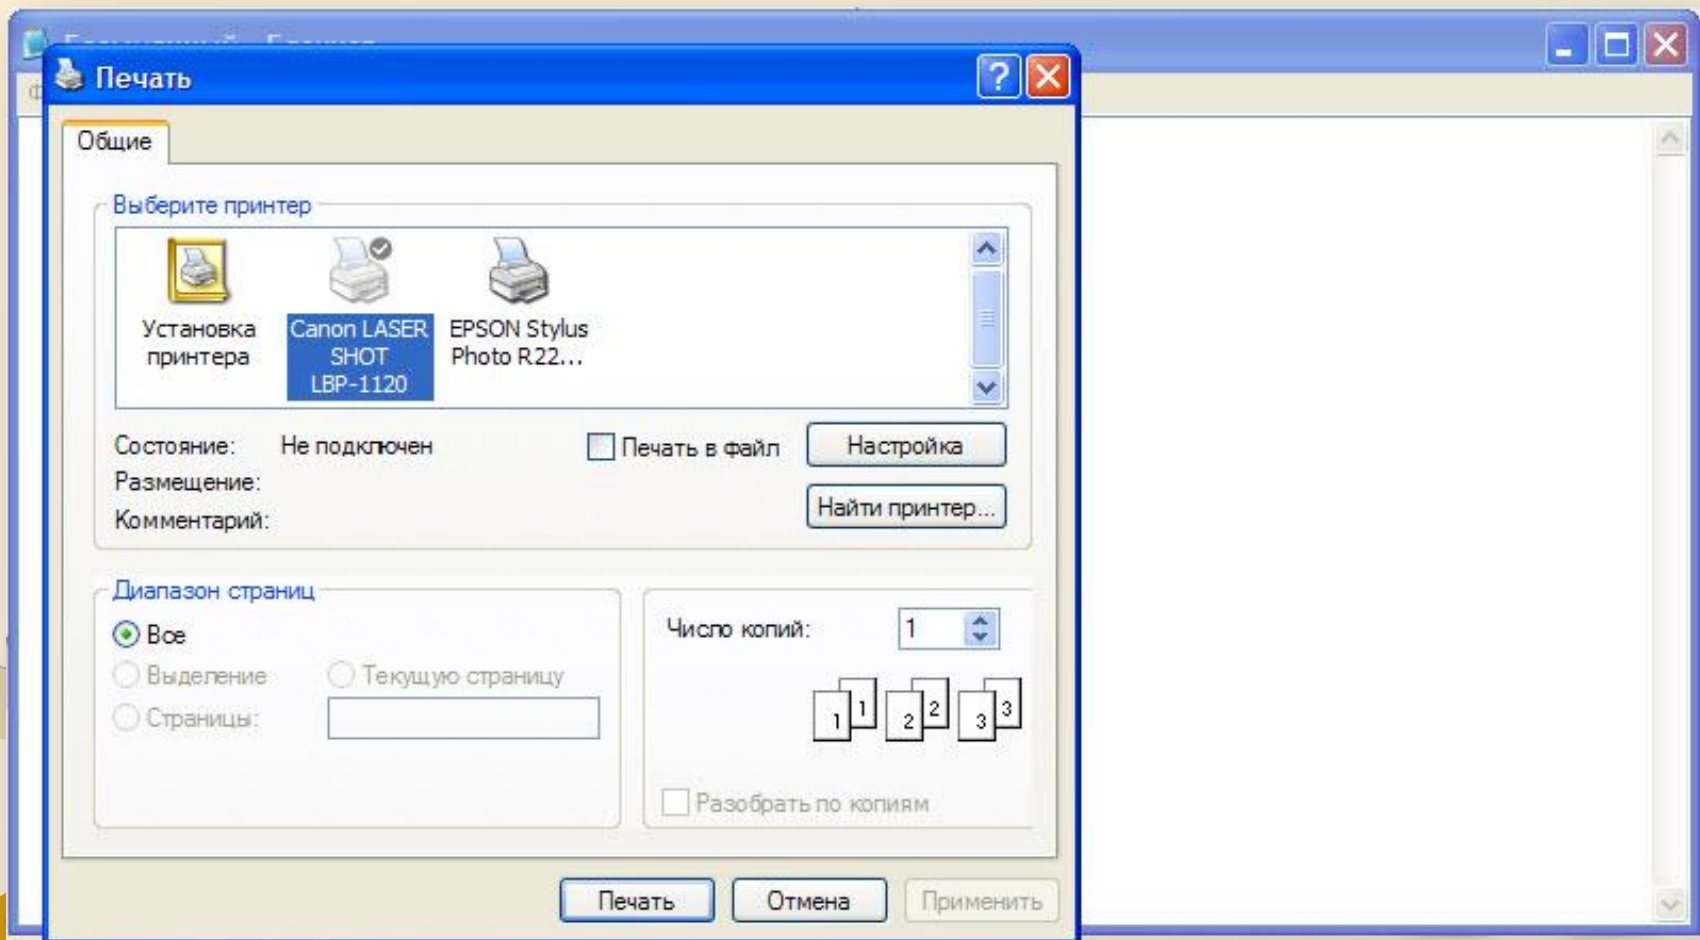 Печать
Общие
Выберите принтер
Установка принтера
Canon LASER SHOT LBP-1120
EPSON Stylus Photo R22...
Состояние: Не подключен
Печать в файл
Настройка
Размещение:
Найти принтер...
Комментарий:
Диапазон страниц
Все
Выделение
Текущую страницу
Страницы:
Число копий: 1
1 1 2 2 3 3
Разобрать по копиям
Печать
Отмена
Применить